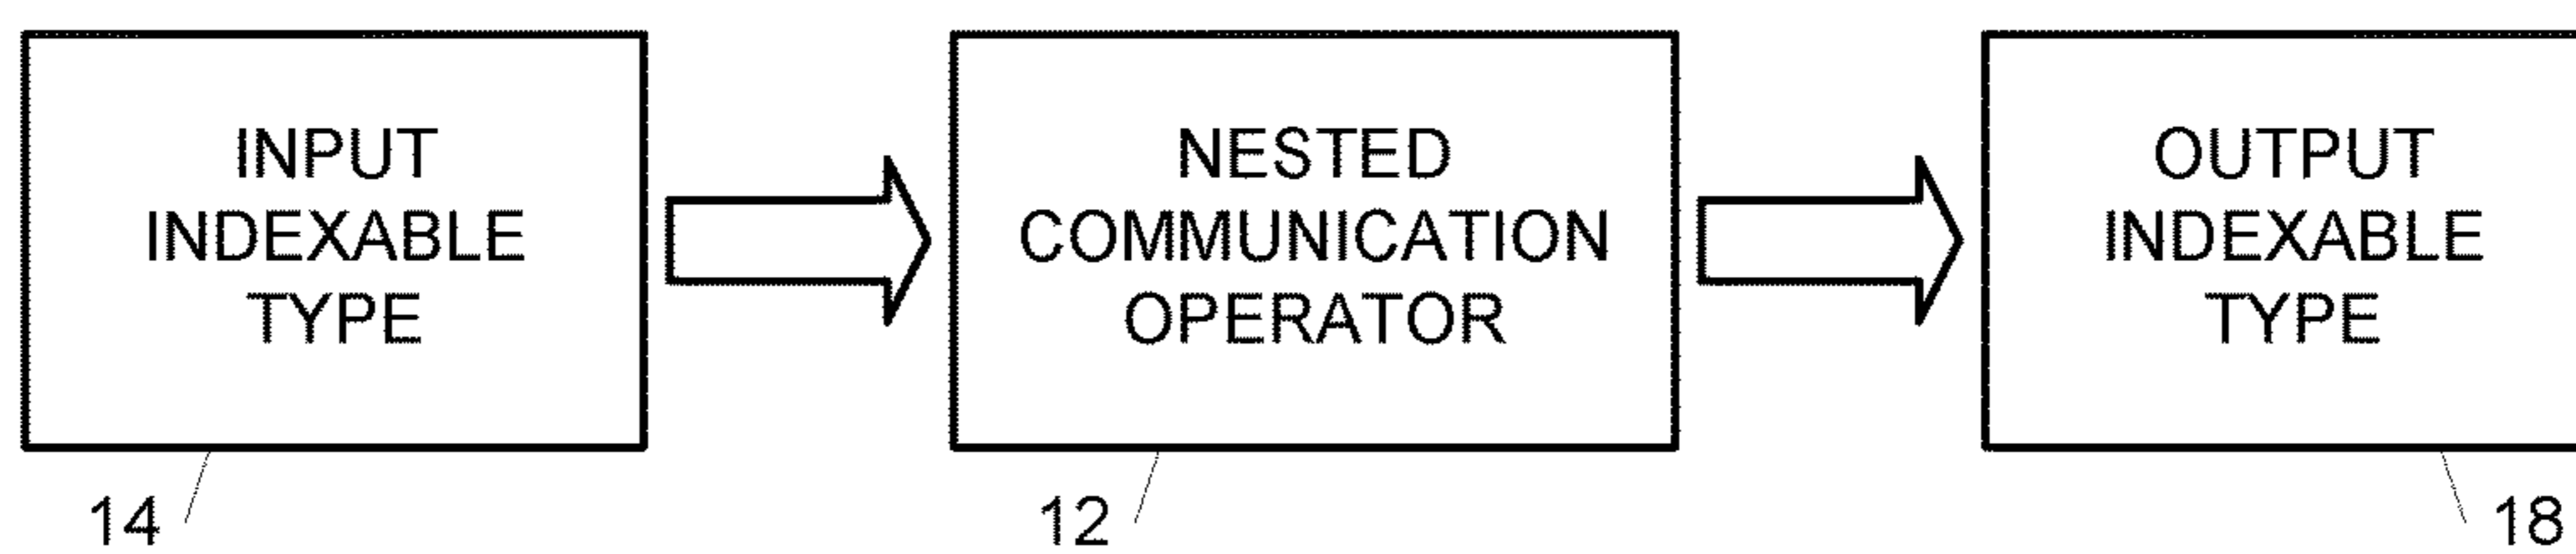 INPUT
INDEXABLE
TYPE
NESTED
COMMUNICATION
OPERATOR
OUTPUT
INDEXABLE
TYPE
14
12
18